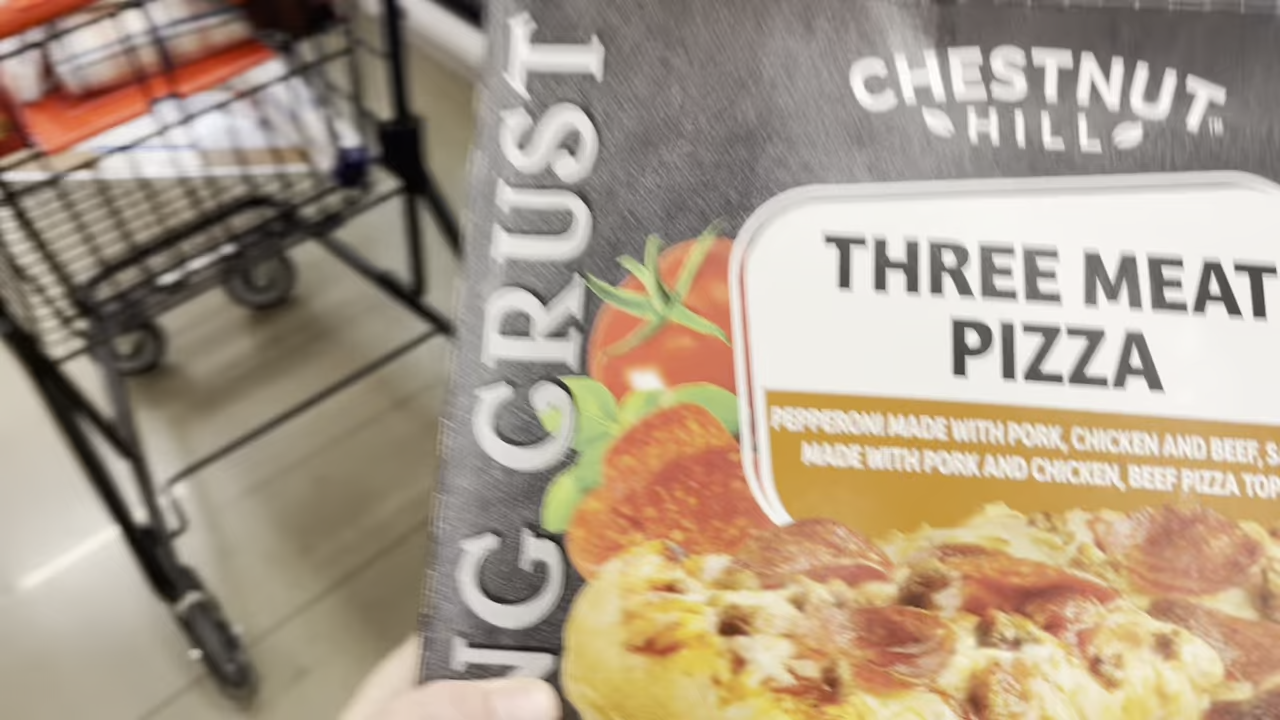 CHESTNUT
HILL™
THREE MEAT
PIZZA
PEPPERONI MADE WITH PORK, CHICKEN AND BEEF,
MADE WITH PORK AND CHICKEN, BEEF PIZZA
CRUST